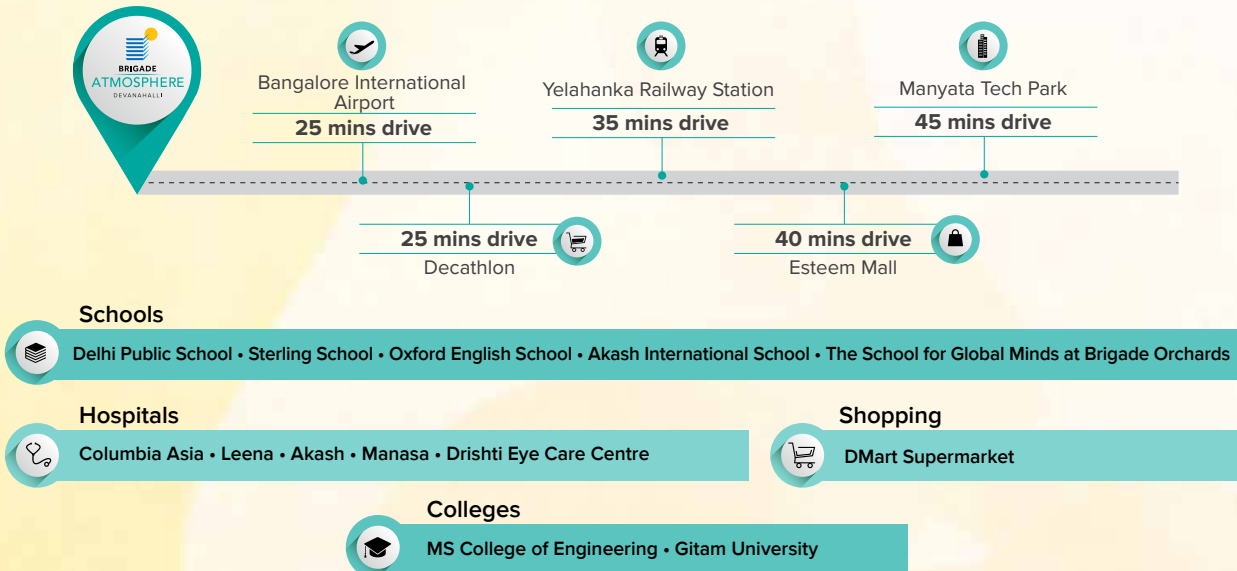 BRIGADE
ATMOSPHERE
DEVANAHALLI
Bangalore International
Airport
25 mins drive
Yelahanka Railway Station
35 mins drive
Manyata Tech Park
45 mins drive
25 mins drive
Decathlon
40 mins drive
Esteem Mall
Schools
Delhi Public School • Sterling School • Oxford English School • Akash International School • The School for Global Minds at Brigade Orchards
Hospitals
Columbia Asia • Leena • Akash • Manasa • Drishti Eye Care Centre
Shopping
DMart Supermarket
Colleges
MS College of Engineering • Gitam University